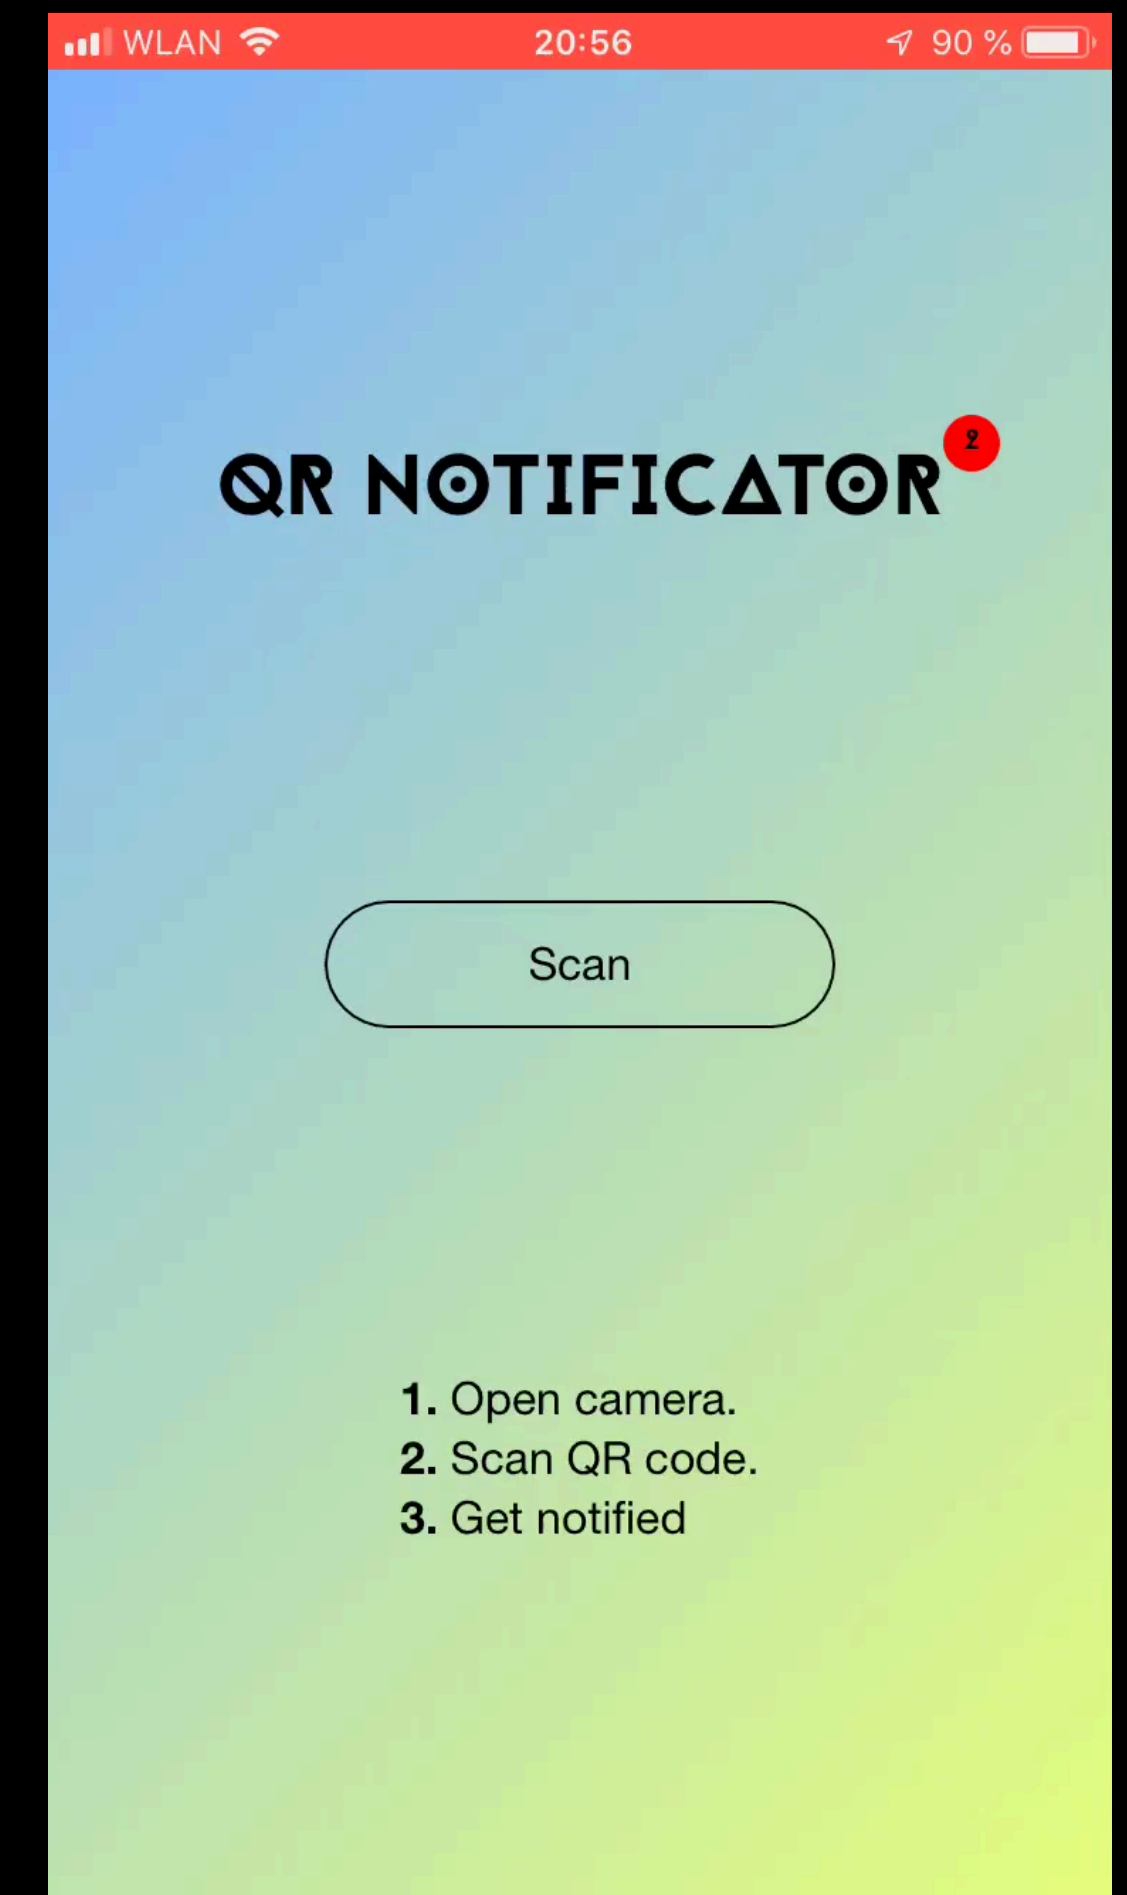 WLAN 20:56 90 %
2
QR NOTIFICATOR
Scan
1. Open camera.
2. Scan QR code.
3. Get notified